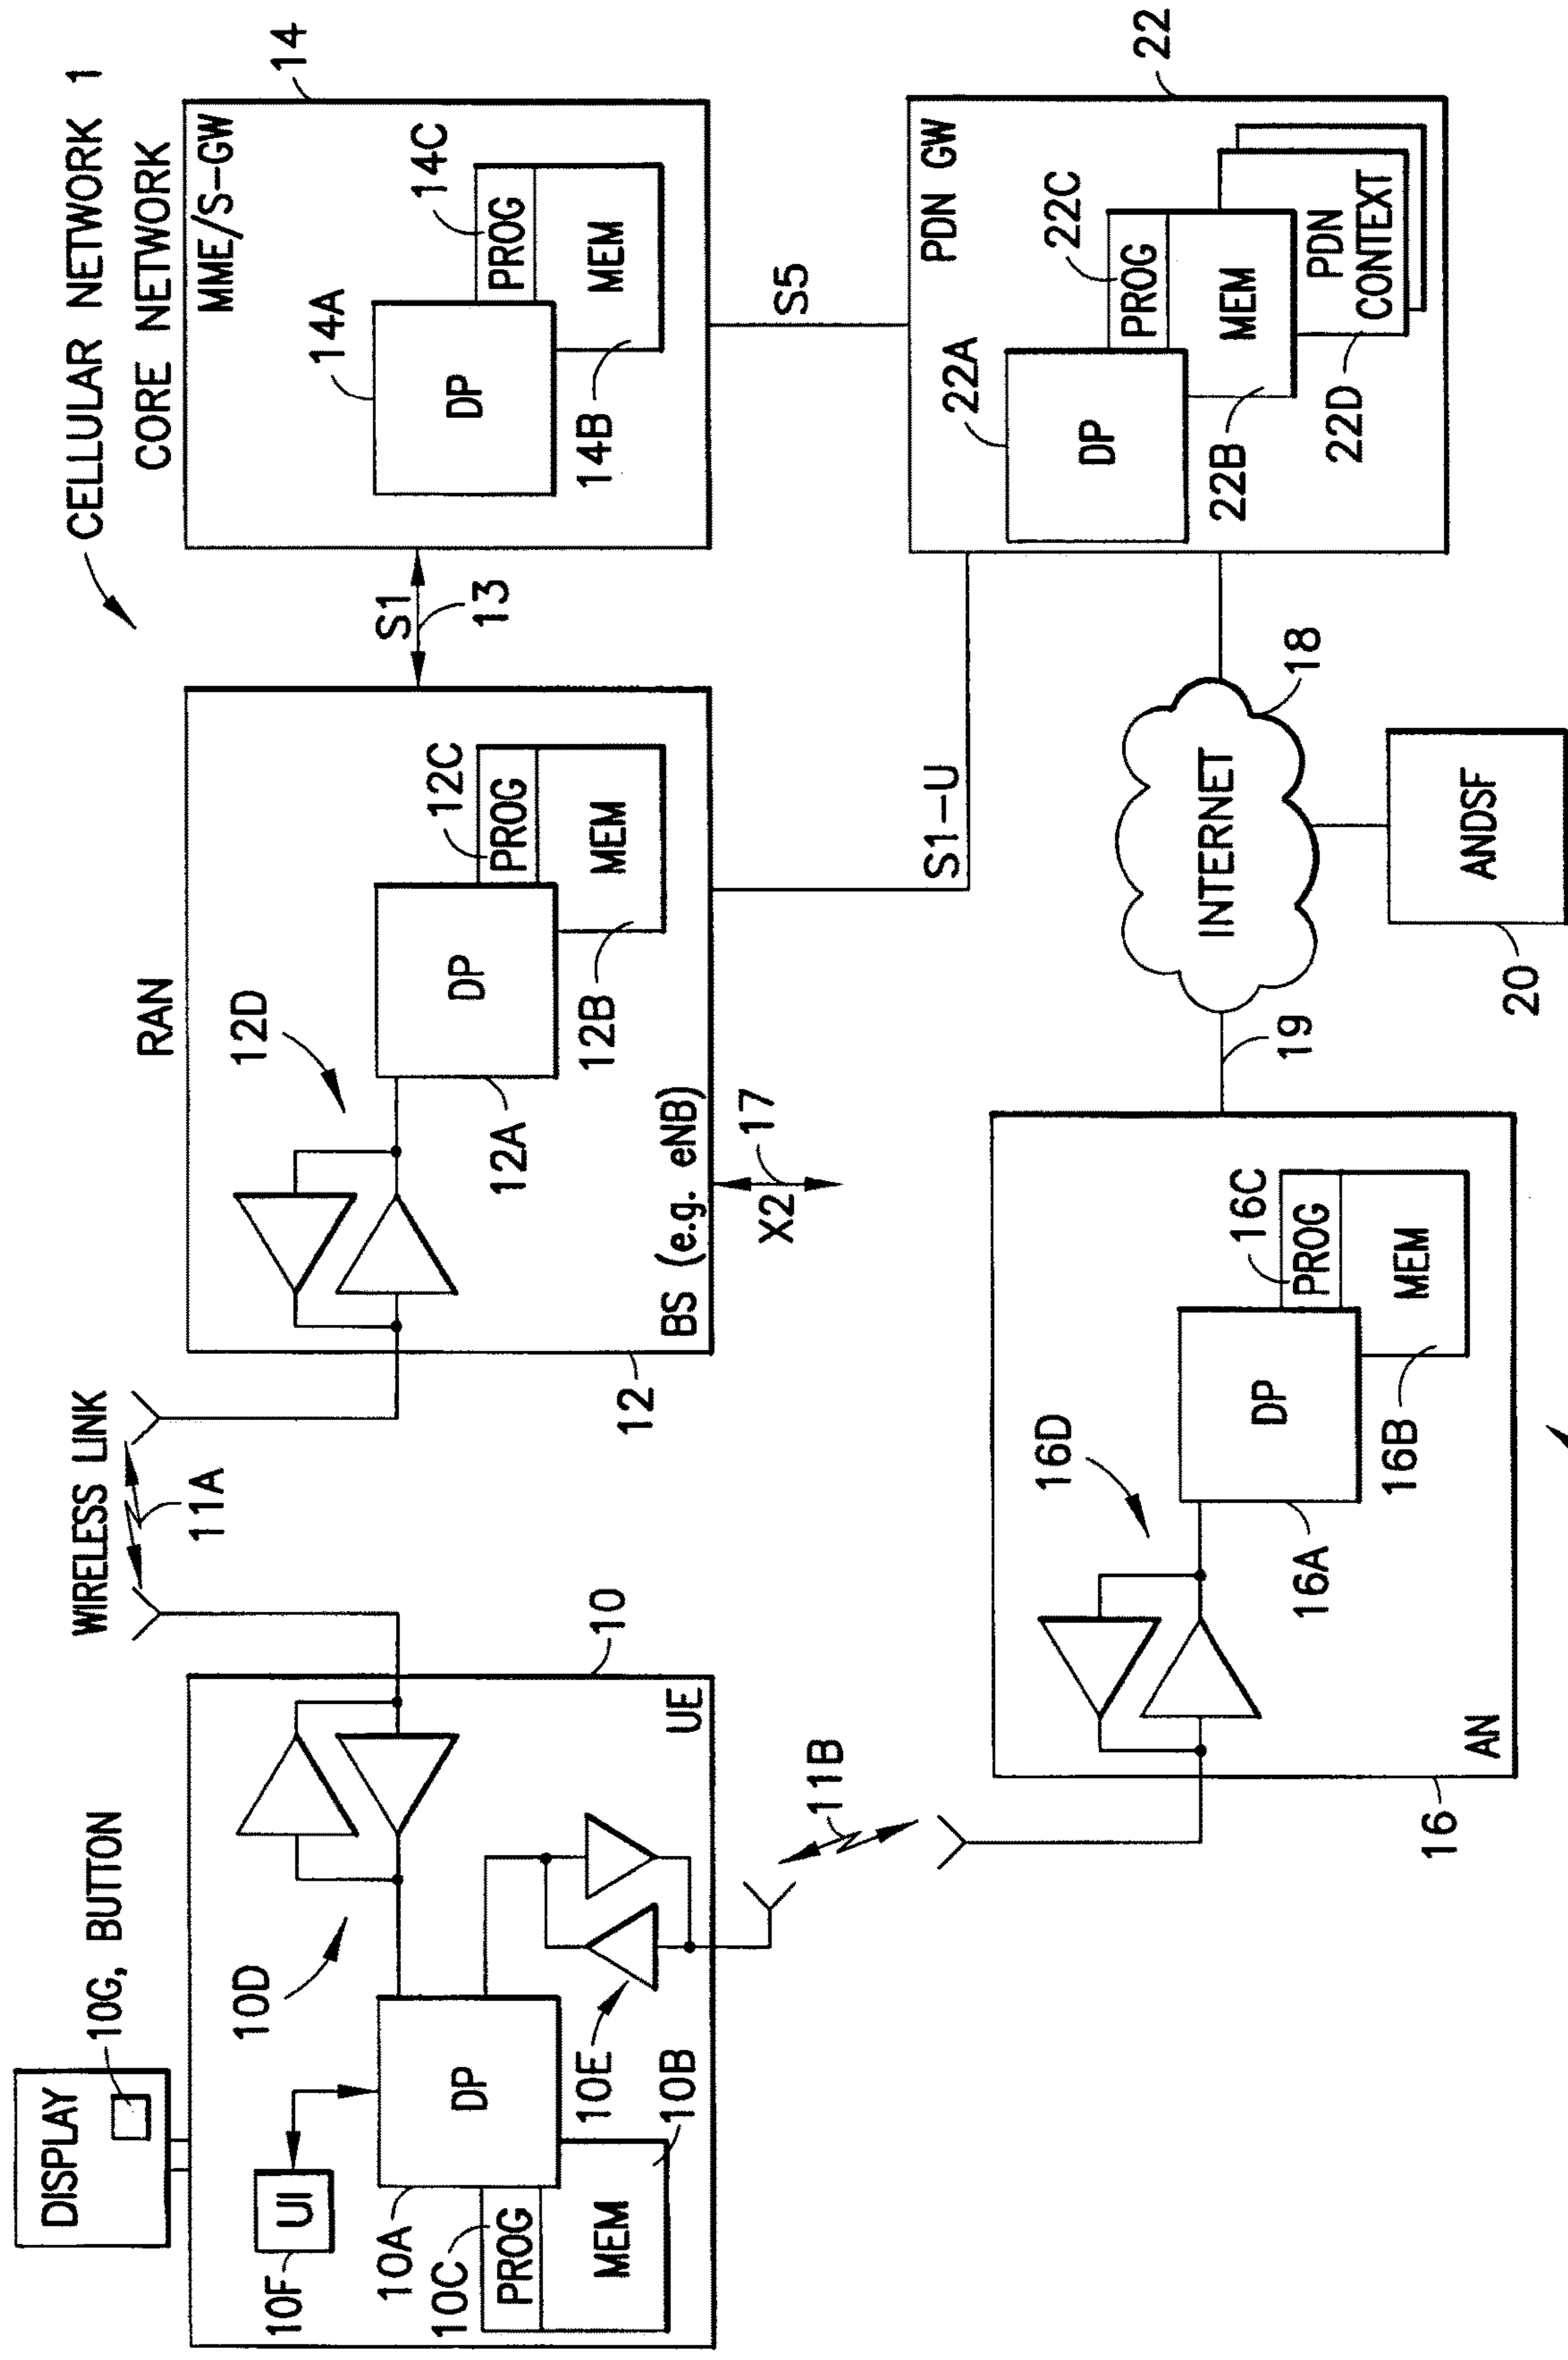 CELLULAR NETWORK 1
CORE NETWORK
RAN
WIRELESS LINK
11A
DISPLAY
10G, BUTTON
10
UE
UI
10F
DP
10A
PROG
10C
MEM
10B
10D
10E
11B
12
BS (e.g. eNB)
12D
DP
12A
PROG
12C
MEM
12B
X2
17
S1
13
S1-U
14
MME/S-GW
DP
14A
PROG
14C
MEM
14B
S5
16
AN
16D
DP
16A
PROG
16C
MEM
16B
19
INTERNET
18
ANDSF
20
22
PDN GW
DP
22A
PROG
22C
MEM
22B
PDN
CONTEXT
22D